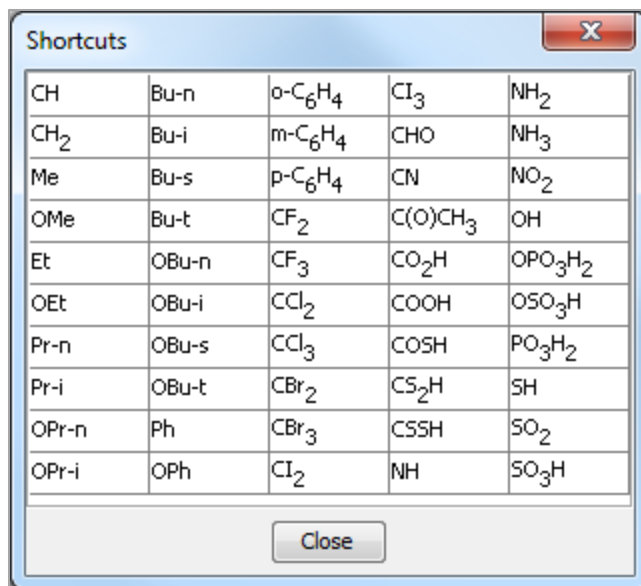 Shortcuts
CH Bu-n o-C₆H₄ CI₃ NH₂
CH₂ Bu-i m-C₆H₄ CHO NH₃
Me Bu-s p-C₆H₄ CN NO₂
OMe Bu-t CF₂ C(O)CH₃ OH
Et OBu-n CF₃ CO₂H OPO₃H₂
OEt OBu-i CCl₂ COOH OSO₃H
Pr-n OBu-s CCl₃ COSH PO₃H₂
Pr-i OBu-t CBr₂ CS₂H SH
OPr-n Ph CBr₃ CSSH SO₂
OPr-i OPh CI₂ NH SO₃H
Close